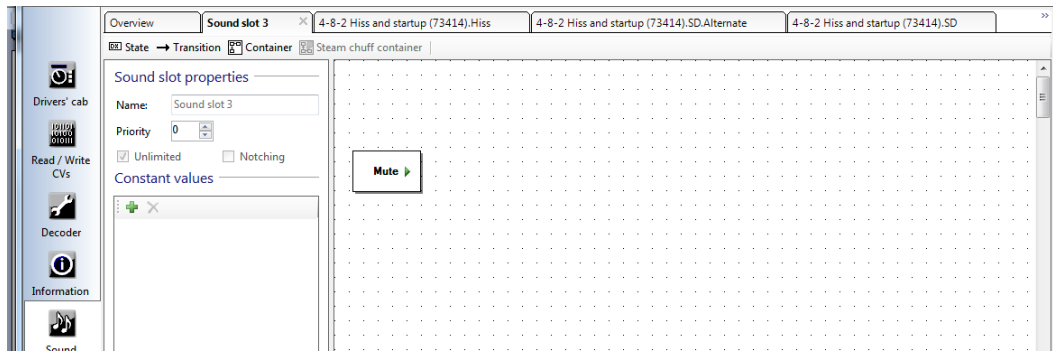 Overview
Sound slot 3
4-8-2 Hiss and startup (73414).Hiss
4-8-2 Hiss and startup (73414).SD.Alternate
4-8-2 Hiss and startup (73414).SD
State
Transition
Container
Steam chuff container
Drivers' cab
Read / Write
CVs
Decoder
Information
Sound
Sound slot properties
Name:
Sound slot 3
Priority
0
Unlimited
Notching
Constant values
Mute